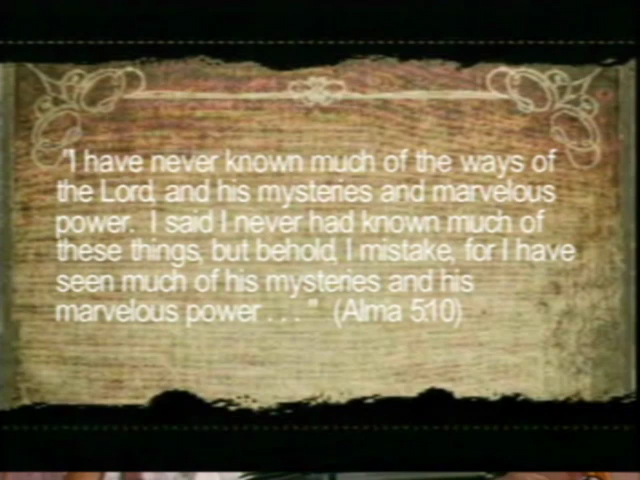 "I have never known much of the ways of
the Lord, and his mysteries and marvelous
power. I said I never had known much of
these things, but behold, I mistake, for I have
seen much of his mysteries and his
marvelous power . . . " (Alma 5:10)